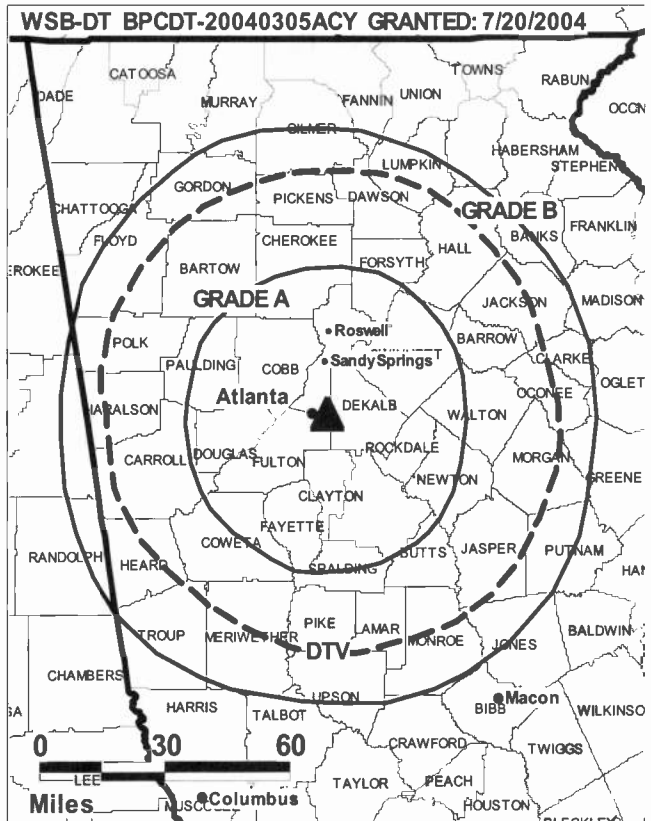 WSB-DT BPCDT-20040305ACY GRANTED: 7/20/2004
TOWNS
CATOOSA
RABUN
DADE
MURRAY
FANNIN
UNION
GILMER
HABERSHAM
LUMPKIN
GORDON
PICKENS
DAWSON
CHATTOOGA
GRADE B
FLOYD
BANKS
FRANKLIN
CHEROKEE
HALL
FORSYTH
BARTOW
GRADE A
JACKSON
MADISON
Roswell
POLK
BARROW
Sandy Springs
CLARKE
PAULDING
COBB
OCONEE
OGLET
Atlanta
DEKALB
HARALSON
WALTON
ROCKDALE
DOUGLAS
CARROLL
FULTON
MORGAN
NEWTON
GREENE
CLAYTON
FAYETTE
COWETA
BUTTS
JASPER
PUTNAM
RANDOLPH
HEARD
SPALDING
PIKE
LAMAR
BALDWIN
TROUP
MERIWETHER
MONROE
JONES
DTV
CHAMBERS
UPSON
Macon
HARRIS
TALBOT
BIBB
WILKINSO
CRAWFORD
TWIGGS
0 30 60
LEE
TAYLOR
PEACH
Miles
Columbus
HOUSTON